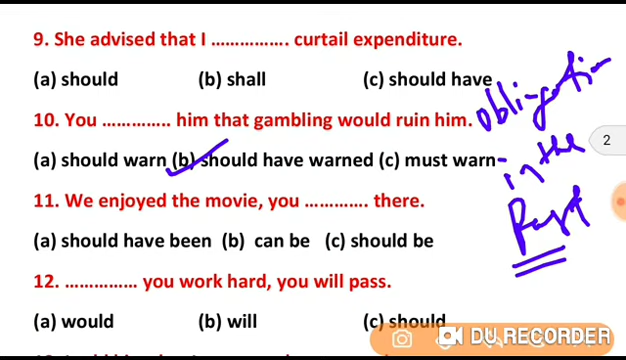 9. She advised that I ................ curtail expenditure.
(a) should (b) shall (c) should have
10. You .............. him that gambling would ruin him.
(a) should warn (b) should have warned (c) must warn
11. We enjoyed the movie, you ............. there.
(a) should have been (b) can be (c) should be
12. ............... you work hard, you will pass.
(a) would (b) will (c) should
obligation
in the
Past
2
DU RECORDER